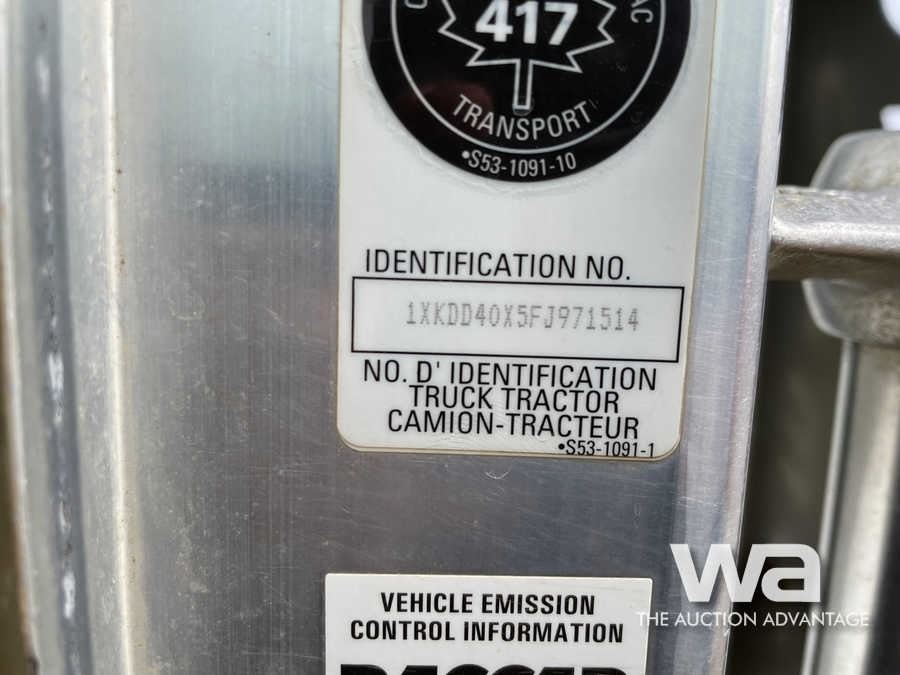 417
TRANSPORT
•S53-1091-10
IDENTIFICATION NO.
1XKDD40X5FJ971514
NO. D' IDENTIFICATION
TRUCK TRACTOR
CAMION-TRACTEUR
•S53-1091-1
VEHICLE EMISSION
CONTROL INFORMATION
PACCAR
wa
THE AUCTION ADVANTAGE